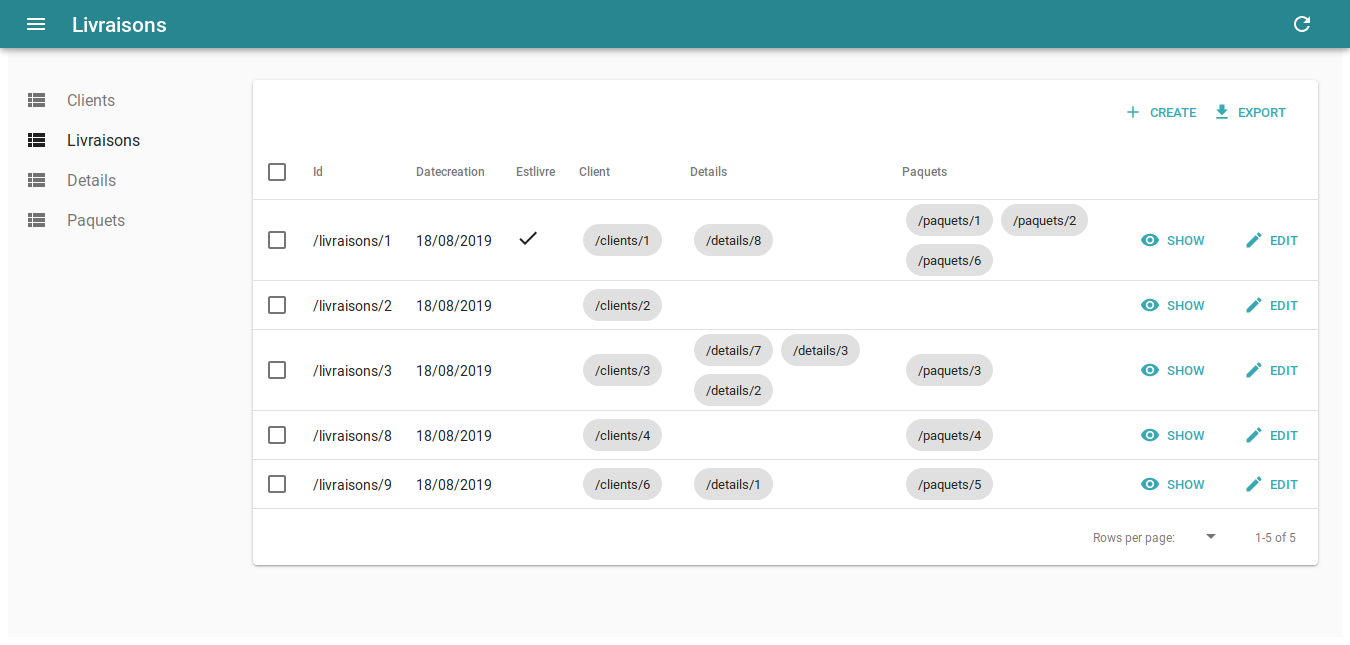 Livraisons
Clients
Livraisons
Details
Paquets
CREATE EXPORT
Id Datecreation Estlivre Client Details Paquets
/livraisons/1 18/08/2019 /clients/1 /details/8 /paquets/1 /paquets/2 /paquets/6 SHOW EDIT
/livraisons/2 18/08/2019 /clients/2 SHOW EDIT
/livraisons/3 18/08/2019 /clients/3 /details/7 /details/3 /details/2 /paquets/3 SHOW EDIT
/livraisons/8 18/08/2019 /clients/4 /paquets/4 SHOW EDIT
/livraisons/9 18/08/2019 /clients/6 /details/1 /paquets/5 SHOW EDIT
Rows per page: 1-5 of 5